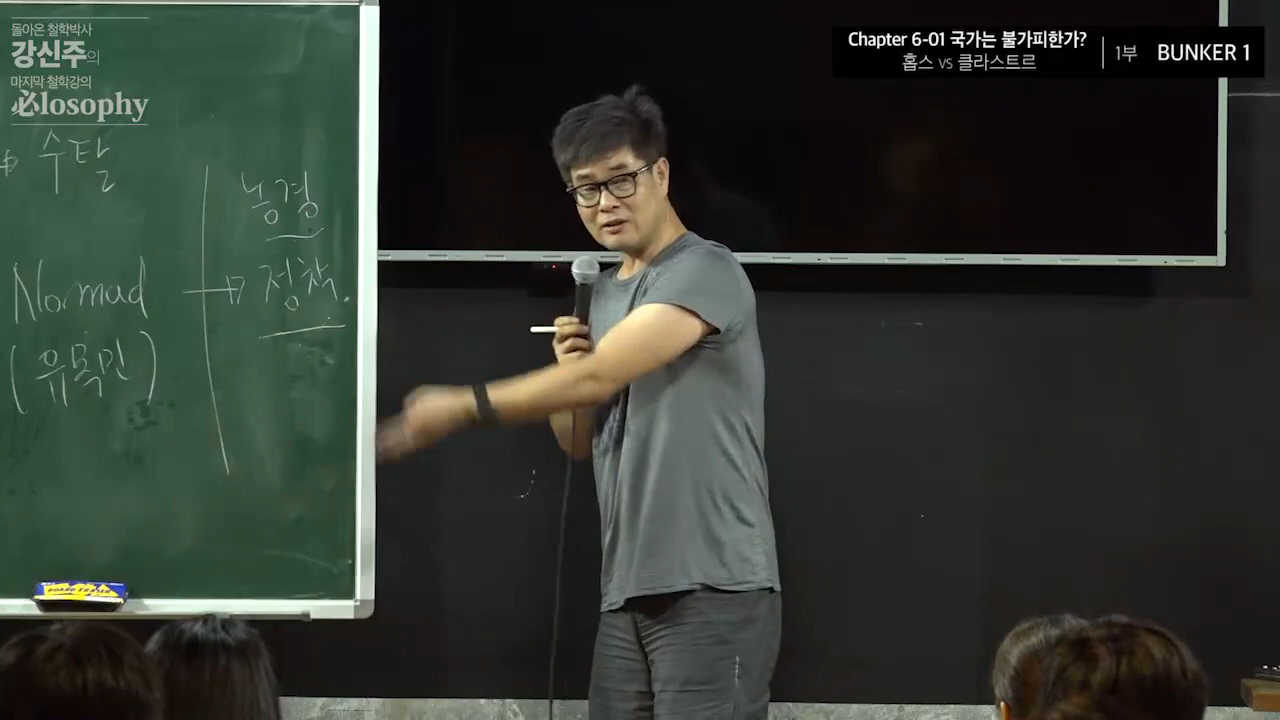 돌아온 철학박사
강신주의
마지막 철학강의
必losophy
Chapter 6-01 국가는 불가피한가?
홉스 vs 클라스트르
1부
BUNKER 1
수탈
농경
Nomad
정착.
(유목민)
BOARD ERASER